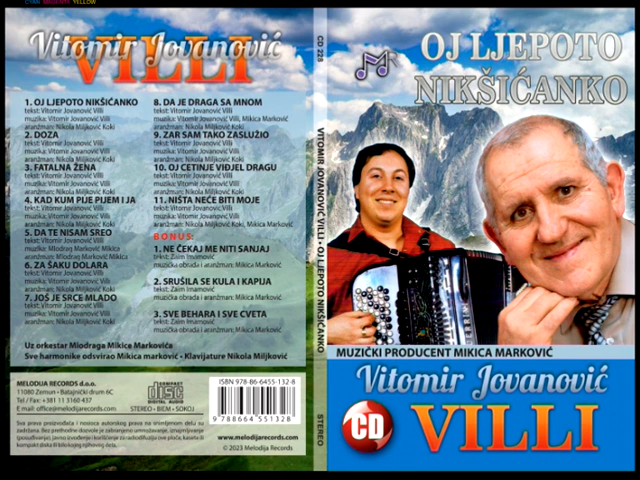 CYAN MAGENTA YELLOW
Vitomir Jovanović
VILLI
1. OJ LJEPOTO NIKŠIĆANKO
tekst: Vitomir Jovanović Villi
muzika: Vitomir Jovanović Villi
aranžman: Nikola Miljković Koki
2. DOZA
tekst: Vitomir Jovanović Villi
muzika: Vitomir Jovanović Villi
aranžman: Nikola Miljković Koki
3. FATALNA ŽENA
tekst: Vitomir Jovanović Villi
muzika: Vitomir Jovanović Villi
aranžman: Nikola Miljković Koki
4. KAD KUM PIJE PIJEM I JA
tekst: Vitomir Jovanović Villi
muzika: Vitomir Jovanović Villi
aranžman: Nikola Miljković Koki
5. DA TE NISAM SREO
tekst: Vitomir Jovanović Villi
muzika: Miodrag Marković Mikica
aranžman: Miodrag Marković Mikica
6. ZA ŠAKU DOLARA
tekst: Vitomir Jovanović Villi
muzika: Vitomir Jovanović Villi
aranžman: Nikola Miljković Koki
7. JOŠ JE SRCE MLADO
tekst: Vitomir Jovanović Villi
muzika: Vitomir Jovanović Villi
aranžman: Nikola Miljković Koki
8. DA JE DRAGA SA MNOM
tekst: Vitomir Jovanović Villi
muzika: Vitomir Jovanović Villi, Mikica Marković
aranžman: Nikola Miljković Koki
9. ZAR SAM TAKO ZASLUŽIO
tekst: Vitomir Jovanović Villi
muzika: Vitomir Jovanović Villi
aranžman: Nikola Miljković Koki
10. OJ CETINJE VIDJEL DRAGU
tekst: Vitomir Jovanović Villi
muzika: Vitomir Jovanović Villi
aranžman: Nikola Miljković Koki
11. NIŠTA NEĆE BITI MOJE
tekst: Vitomir Jovanović Villi
muzika: Vitomir Jovanović Villi
aranžman: Nikola Miljković Koki, Mikica Marković
BONUS:
1. NE ČEKAJ ME NITI SANJAJ
tekst: Zaim Imamović
muzička obrada i aranžman: Mikica Marković
2. SRUŠILA SE KULA I KAPIJA
tekst: Zaim Imamović
muzička obrada i aranžman: Mikica Marković
3. SVE BEHARA I SVE CVETA
tekst: Zaim Imamović
muzička obrada i aranžman: Mikica Marković
Uz orkestar Miodraga Mikice Markovića
Sve harmonike odsvirao Mikica marković • Klavijature Nikola Miljković
MELODIJA RECORDS d.o.o.
11080 Zemun • Batajnički drum 6C
Tel / Fax: +381 11 3160 437
E mail: office@melodijarecords.com
COMPACT
disc
DIGITAL AUDIO
STEREO • BIEM • SOKOJ
ISBN 978-86-6455-132-8
9 788664 551328
www.melodijarecords.com
© 2023 Melodija Records
CD 228
VITOMIR JOVANOVIĆ VILLI • OJ LJEPOTO NIKŠIĆANKO
STEREO
OJ LJEPOTO
NIKŠIĆANKO
MUZIČKI PRODUCENT MIKICA MARKOVIĆ
Vitomir Jovanović
CD
VILLI